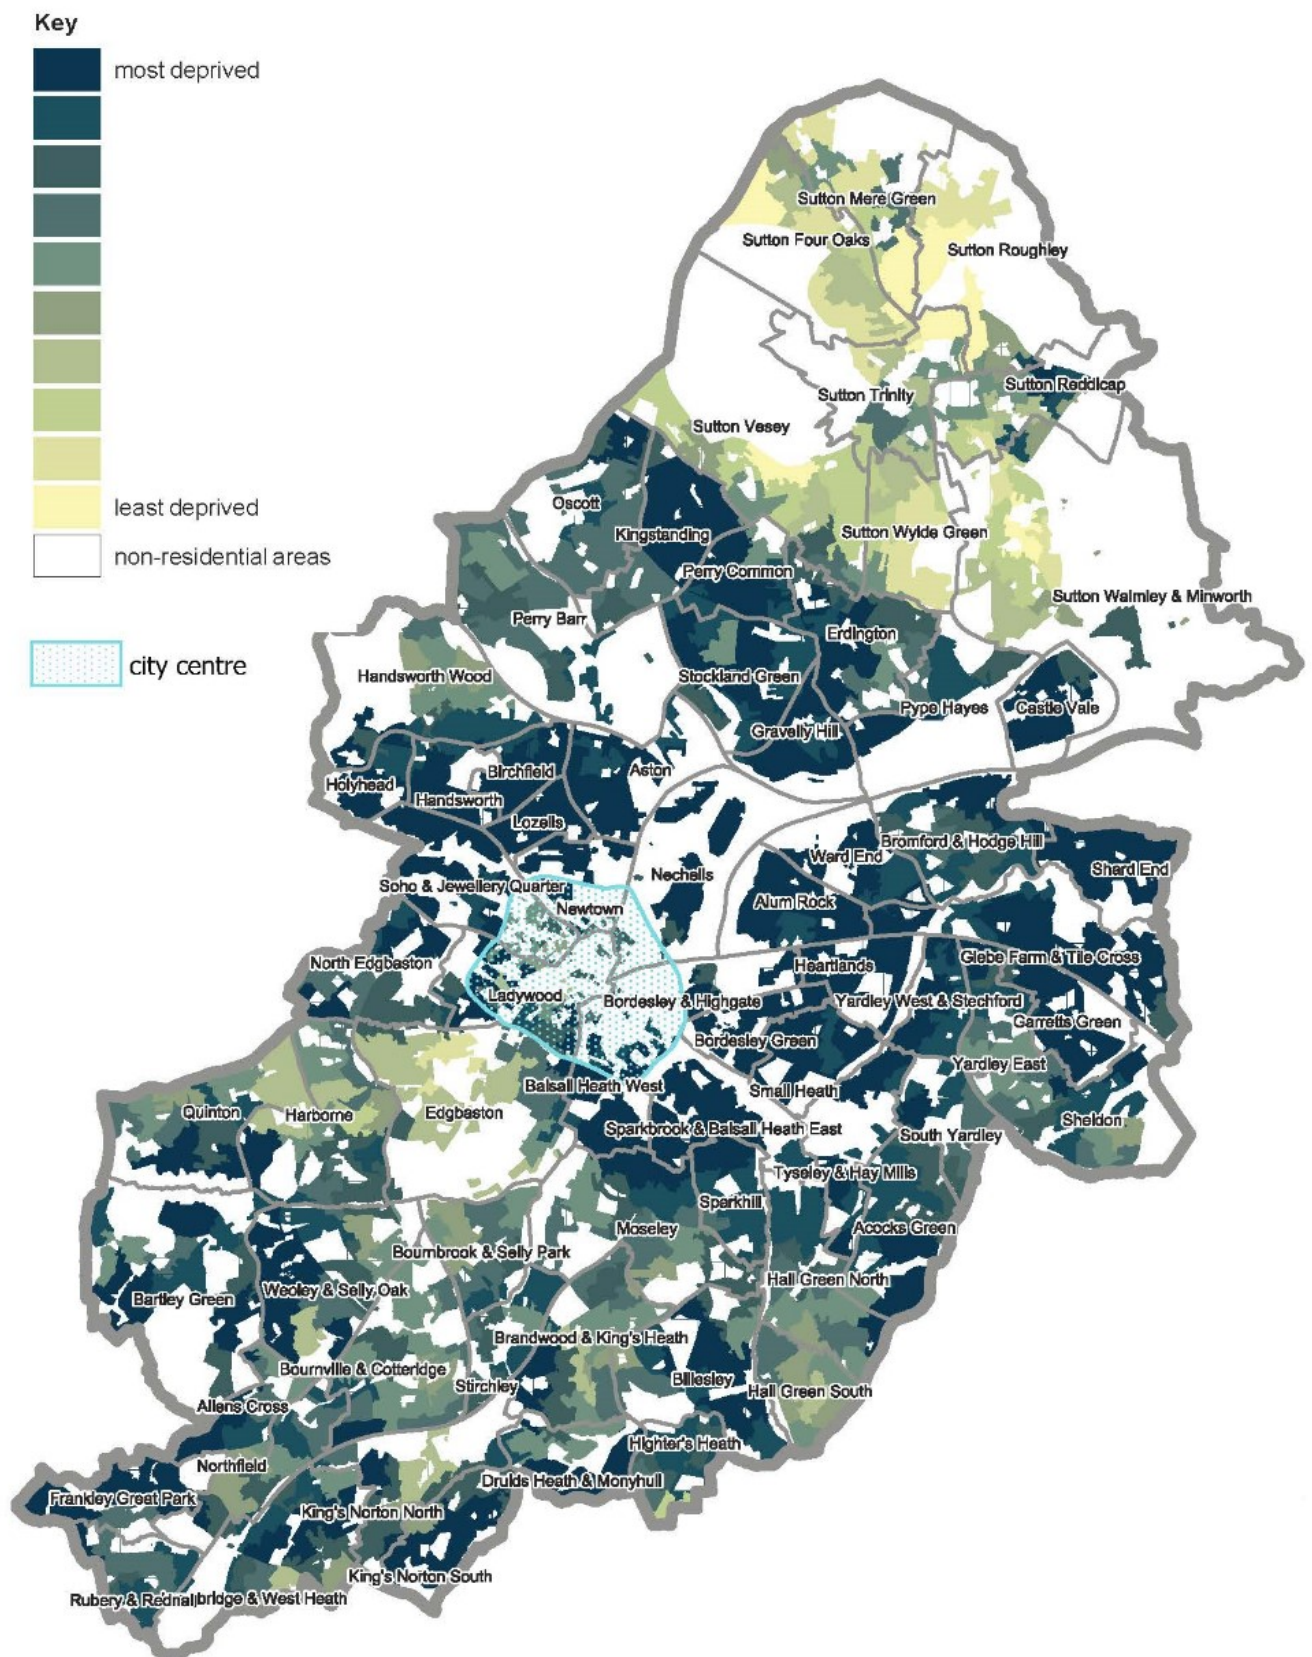 Key
most deprived
least deprived
non-residential areas
city centre
Sutton Mere Green
Sutton Four Oaks
Sutton Roughley
Sutton Reddicap
Sutton Trinity
Sutton Vesey
Oscott
Kingstanding
Sutton Wylde Green
Perry Common
Sutton Walmley & Minworth
Perry Barr
Erdington
Handsworth Wood
Stockland Green
Pype Hayes
Castle Vale
Gravelly Hill
Birchfield
Aston
Holyhead
Handsworth
Lozells
Bromford & Hodge Hill
Ward End
Shard End
Nechells
Soho & Jewellery Quarter
Alum Rock
Newtown
North Edgbaston
Heartlands
Glebe Farm & Tile Cross
Ladywood
Bordesley & Highgate
Yardley West & Stechford
Garretts Green
Bordesley Green
Yardley East
Balsall Heath West
Small Heath
Quinton
Harborne
Edgbaston
Sheldon
Sparkbrook & Balsall Heath East
South Yardley
Tyseley & Hay Mills
Sparkhill
Moseley
Acocks Green
Bournbrook & Selly Park
Hall Green North
Weoley & Selly Oak
Bartley Green
Brandwood & King's Heath
Bournville & Cotteridge
Billesley
Stirchley
Hall Green South
Allens Cross
Highter's Heath
Northfield
Druids Heath & Monyhull
Frankley Great Park
King's Norton North
King's Norton South
Rubery & Rednal
bridge & West Heath